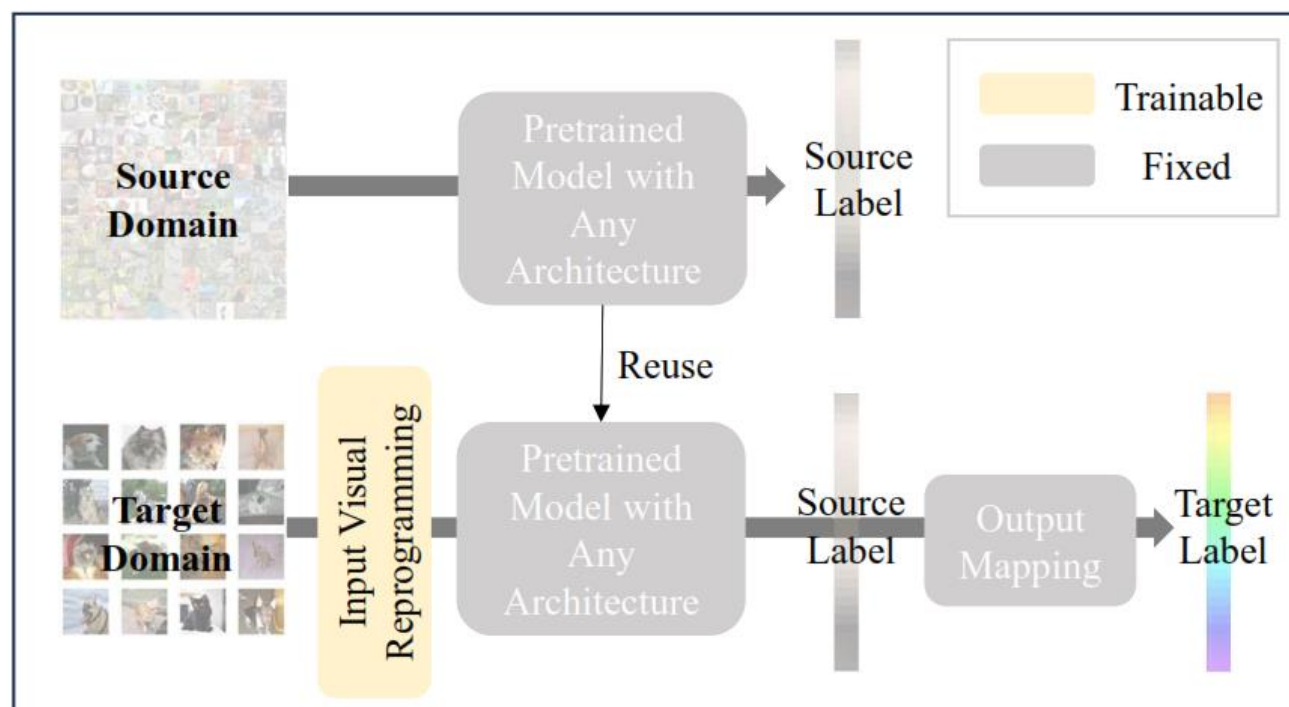 Source
Domain
Pretrained
Model with
Any
Architecture
Source
Label
Trainable
Fixed
Reuse
Target
Domain
Input Visual
Reprogramming
Pretrained
Model with
Any
Architecture
Source
Label
Output
Mapping
Target
Label